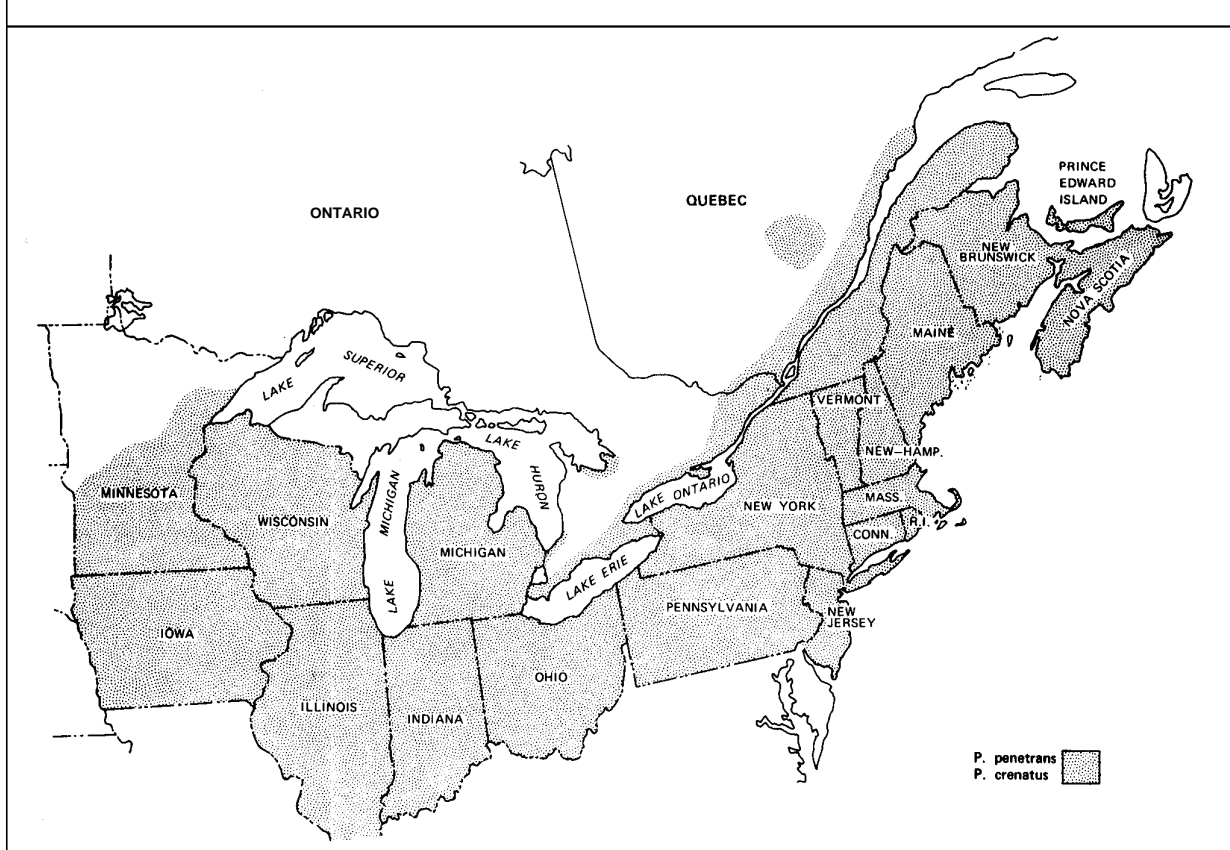 ONTARIO
QUEBEC
PRINCE
EDWARD
ISLAND
NEW
BRUNSWICK
NOVA SCOTIA
MAINE
LAKE
SUPERIOR
VERMONT
LAKE
NEW-HAMP.
HURON
LAKE ONTARIO
MINNESOTA
WISCONSIN
MICHIGAN
LAKE
MICHIGAN
NEW YORK
MASS.
R.I.
CONN.
LAKE ERIE
PENNSYLVANIA
NEW
JERSEY
IOWA
ILLINOIS
INDIANA
OHIO
P. penetrans
P. crenatus